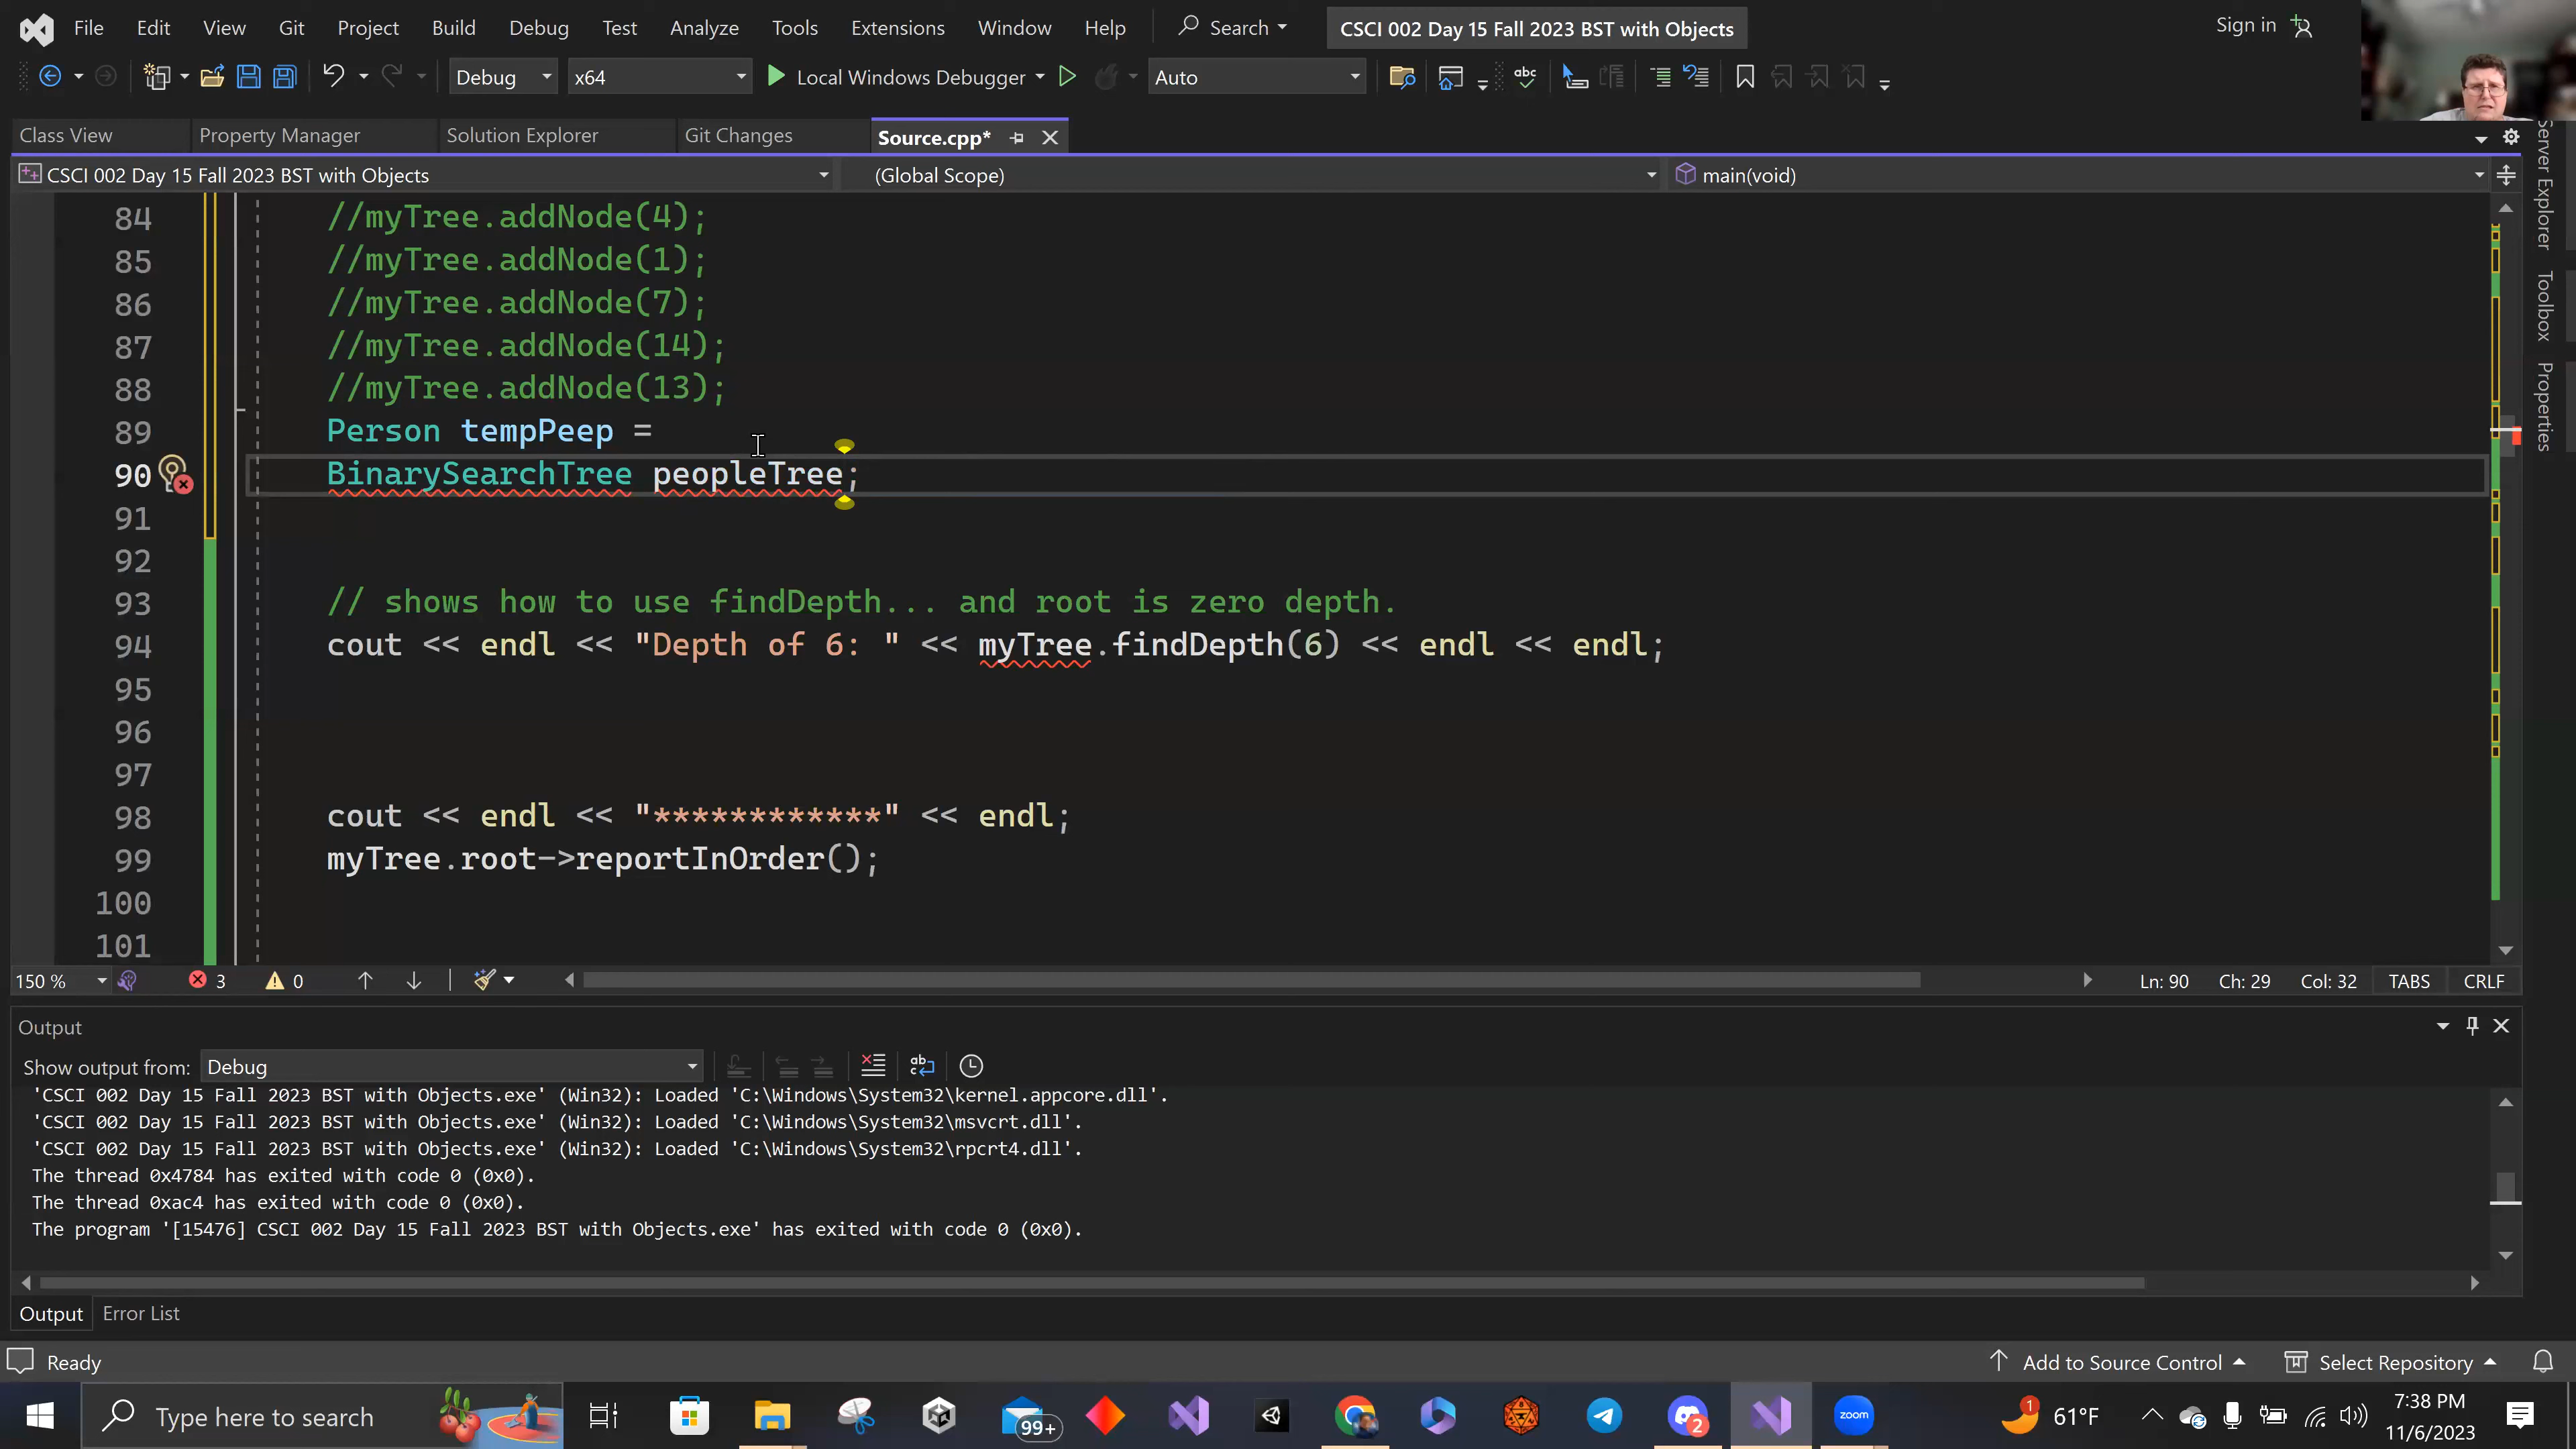 File Edit View Git Project Build Debug Test Analyze Tools Extensions Window Help Search CSCI 002 Day 15 Fall 2023 BST with Objects Sign in
Debug x64 Local Windows Debugger Auto abc
Class View Property Manager Solution Explorer Git Changes Source.cpp*
CSCI 002 Day 15 Fall 2023 BST with Objects (Global Scope) main(void)
84 //myTree.addNode(4);
85 //myTree.addNode(1);
86 //myTree.addNode(7);
87 //myTree.addNode(14);
88 //myTree.addNode(13);
89 Person tempPeep =
90 BinarySearchTree peopleTree;
91
92
93 // shows how to use findDepth... and root is zero depth.
94 cout << endl << "Depth of 6: " << myTree.findDepth(6) << endl << endl;
95
96
97
98 cout << endl << "************" << endl;
99 myTree.root->reportInOrder();
100
101
Server Explorer
Toolbox
Properties
150 % 3 0 Ln: 90 Ch: 29 Col: 32 TABS CRLF
Output
Show output from: Debug
'CSCI 002 Day 15 Fall 2023 BST with Objects.exe' (Win32): Loaded 'C:\Windows\System32\kernel.appcore.dll'.
'CSCI 002 Day 15 Fall 2023 BST with Objects.exe' (Win32): Loaded 'C:\Windows\System32\msvcrt.dll'.
'CSCI 002 Day 15 Fall 2023 BST with Objects.exe' (Win32): Loaded 'C:\Windows\System32\rpcrt4.dll'.
The thread 0x4784 has exited with code 0 (0x0).
The thread 0xac4 has exited with code 0 (0x0).
The program '[15476] CSCI 002 Day 15 Fall 2023 BST with Objects.exe' has exited with code 0 (0x0).
Output Error List
Ready Add to Source Control Select Repository
Type here to search 99+ 2 zoom 1 61°F 7:38 PM
11/6/2023